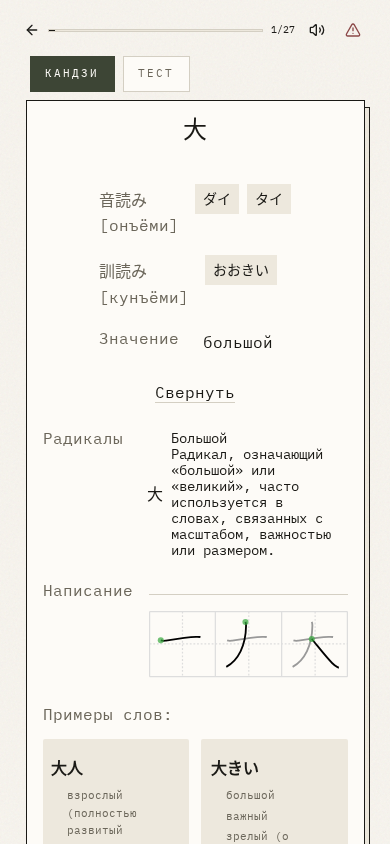 1/27
КАНДЗИ ТЕСТ
大
音読み ダイ タイ
[онъёми]
訓読み おおきい
[кунъёми]
Значение большой
Свернуть
Радикалы
大
Большой
Радикал, означающий
«большой» или
«великий», часто
используется в
словах, связанных с
масштабом, важностью
или размером.
Написание
Примеры слов:
大人
взрослый
(полностью
развитый
大きい
большой
важный
зрелый (о